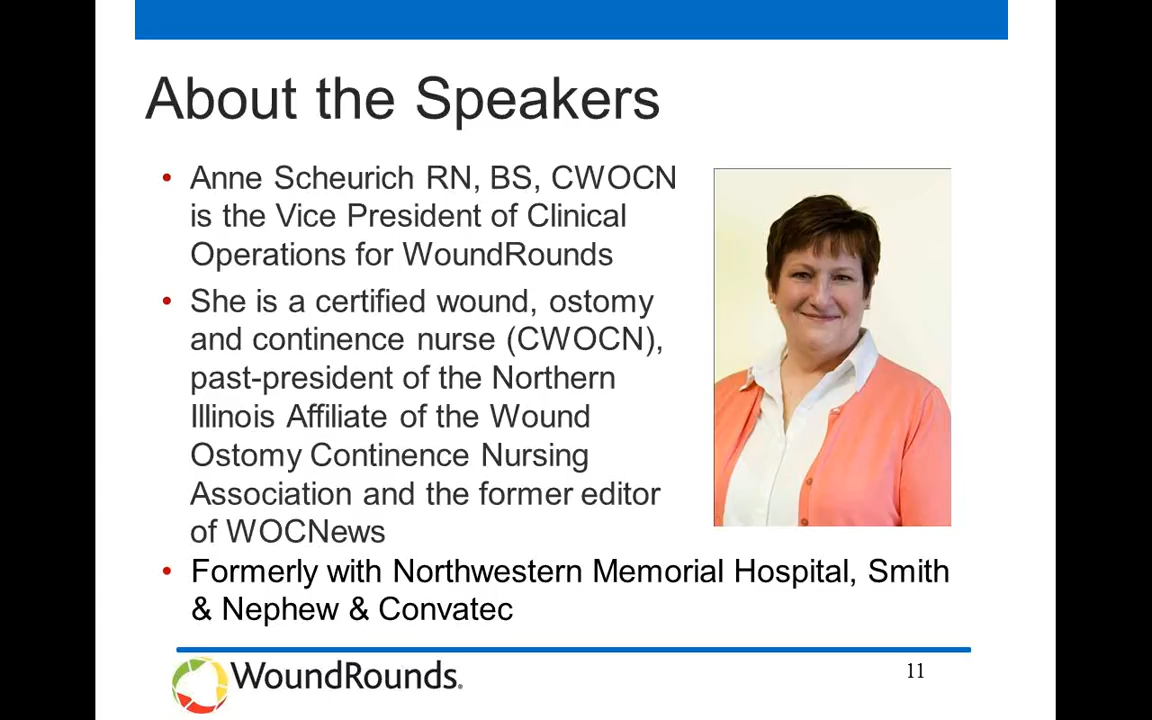 About the Speakers
• Anne Scheurich RN, BS, CWOCN
is the Vice President of Clinical
Operations for WoundRounds
• She is a certified wound, ostomy
and continence nurse (CWOCN),
past-president of the Northern
Illinois Affiliate of the Wound
Ostomy Continence Nursing
Association and the former editor
of WOCNews
• Formerly with Northwestern Memorial Hospital, Smith
& Nephew & Convatec
WoundRounds.
11